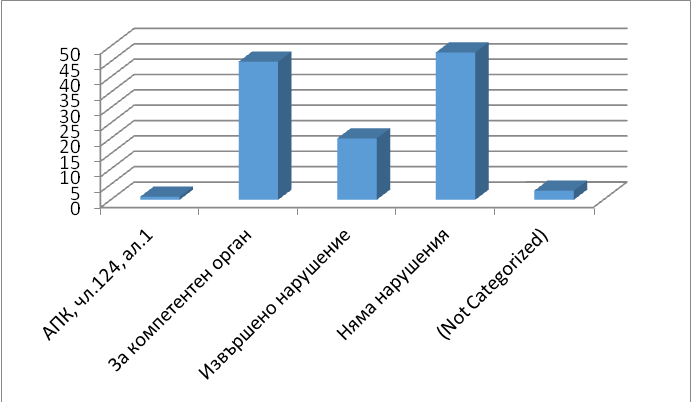 50
45
40
35
30
25
20
15
10
5
0
АПК, чл.124, ал.1
За компетентен орган
Извършено нарушение
Няма нарушения
(Not Categorized)